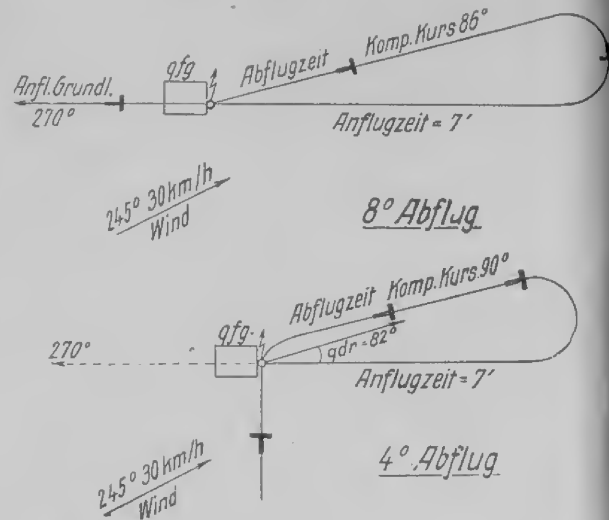 qfg
Abflugzeit Komp. Kurs 86°
Anfl. Grundl.
270°
Anflugzeit = 7'
245° 30 km/h
Wind
8° Abflug
Abflugzeit Komp. Kurs. 90°
qfg.
qdr = 82°
270°
Anflugzeit = 7'
245° 30 km/h
Wind
4° Abflug